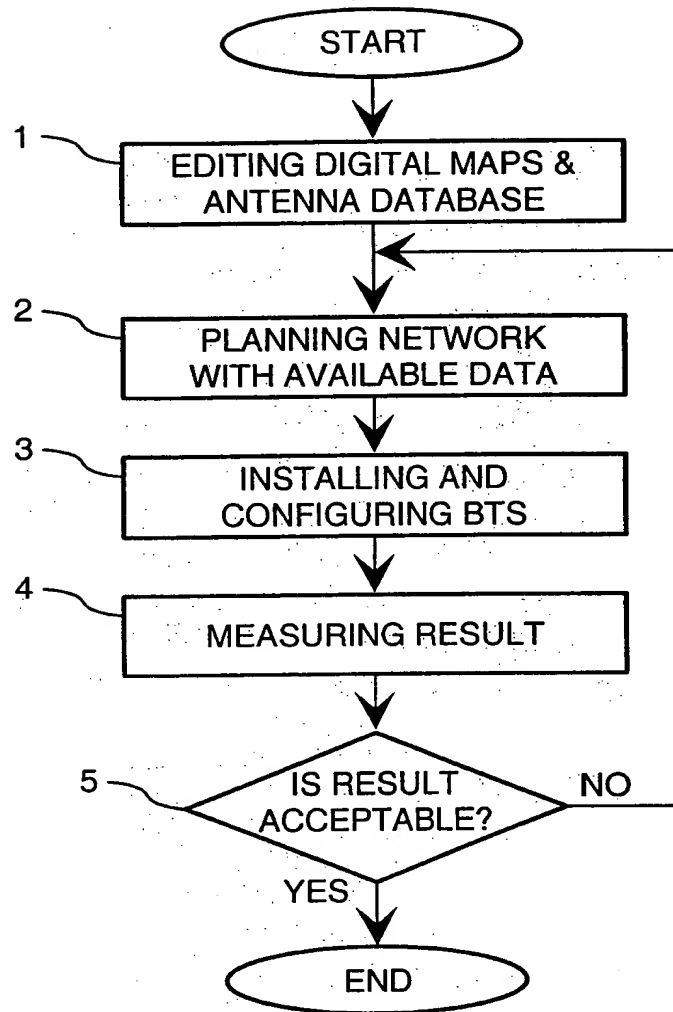 START
1
EDITING DIGITAL MAPS &
ANTENNA DATABASE
2
PLANNING NETWORK
WITH AVAILABLE DATA
3
INSTALLING AND
CONFIGURING BTS
4
MEASURING RESULT
5
IS RESULT
ACCEPTABLE?
NO
YES
END